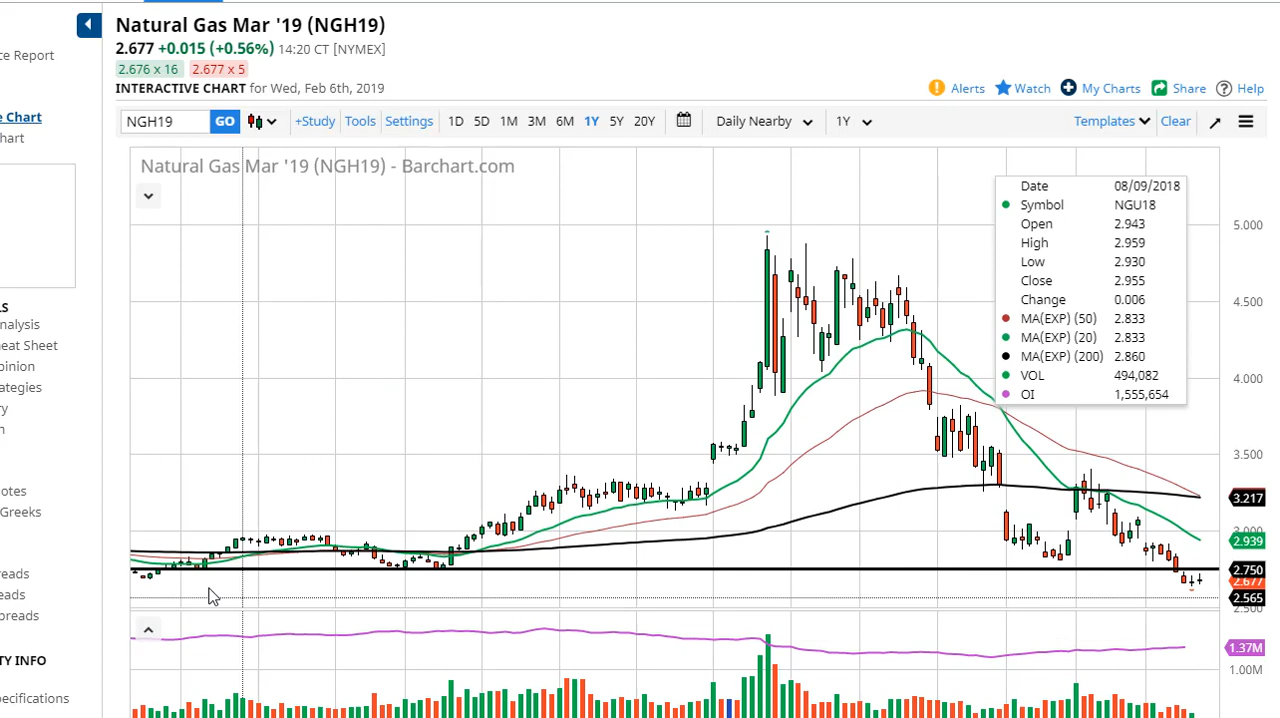 Natural Gas Mar '19 (NGH19)
2.677 +0.015 (+0.56%) 14:20 CT [NYMEX]
2.676 x 16 2.677 x 5
INTERACTIVE CHART for Wed, Feb 6th, 2019
Alerts Watch My Charts Share Help
NGH19 GO +Study Tools Settings 1D 5D 1M 3M 6M 1Y 5Y 20Y Daily Nearby 1Y Templates Clear
Natural Gas Mar '19 (NGH19) - Barchart.com
Date 08/09/2018
Symbol NGU18
Open 2.943
High 2.959
Low 2.930
Close 2.955
Change 0.006
MA(EXP) (50) 2.833
MA(EXP) (20) 2.833
MA(EXP) (200) 2.860
VOL 494,082
OI 1,555,654
5.000
4.500
4.000
3.500
3.217
3.000
2.939
2.750
2.677
2.565
2.500
1.37M
1.00M
ce Report
e Chart
hart
LS
nalysis
eat Sheet
pinion
ategies
ry
n
otes
Greeks
reads
eads
preads
TY INFO
pecifications